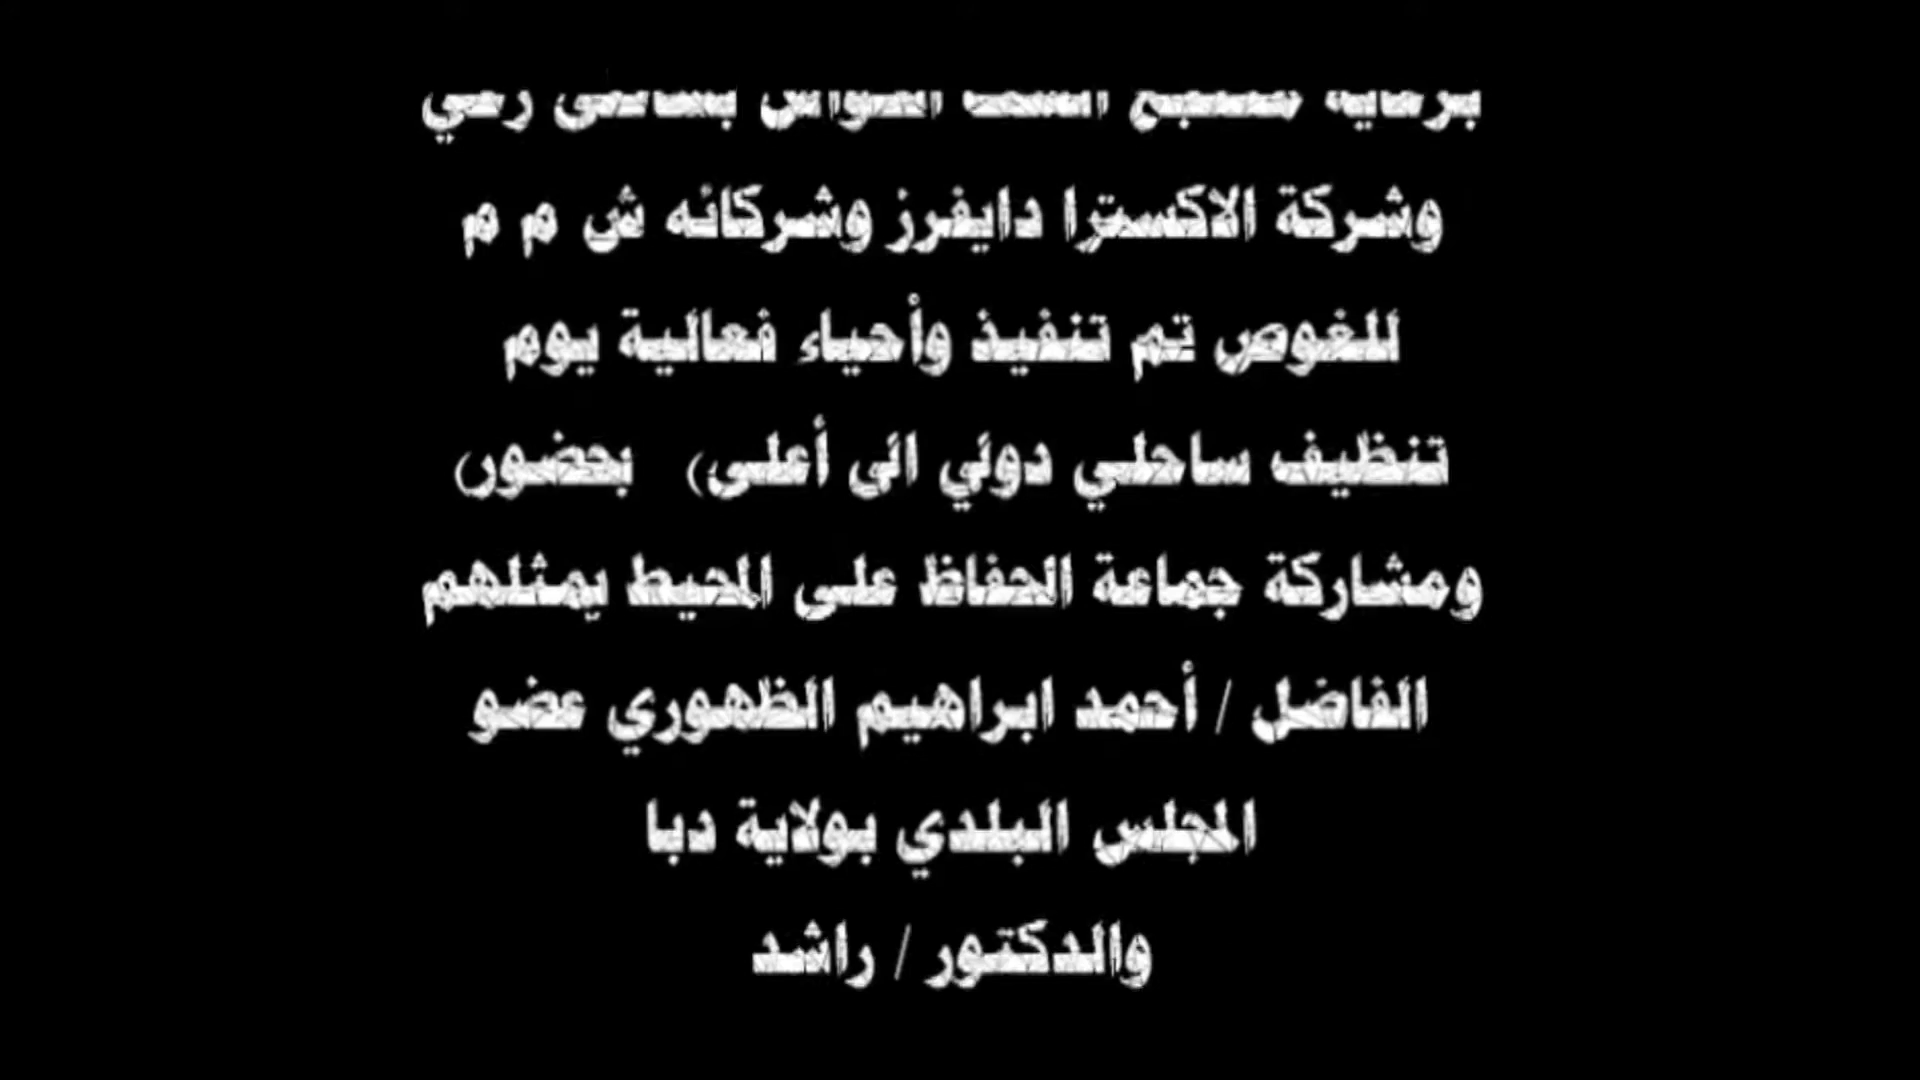 وشركة الاكسترا دايفرز وشركائه ش م م
للغوص تم تنفيذ وأحياء فعالية يوم
تنظيف ساحلي دولي الى أعلى) بحضور)
ومشاركة جماعة الحفاظ على المحيط يمثلهم
الفاضل / أحمد ابراهيم الظهوري عضو
المجلس البلدي بولاية دبا
والدكتور / راشد